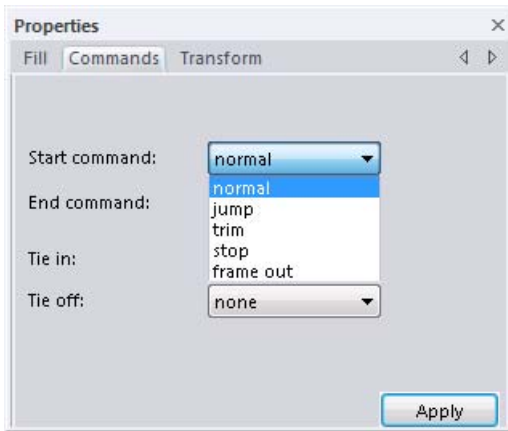 Properties
Fill Commands Transform
Start command: normal
normal
End command:
jump
trim
Tie in:
stop
frame out
Tie off: none
Apply